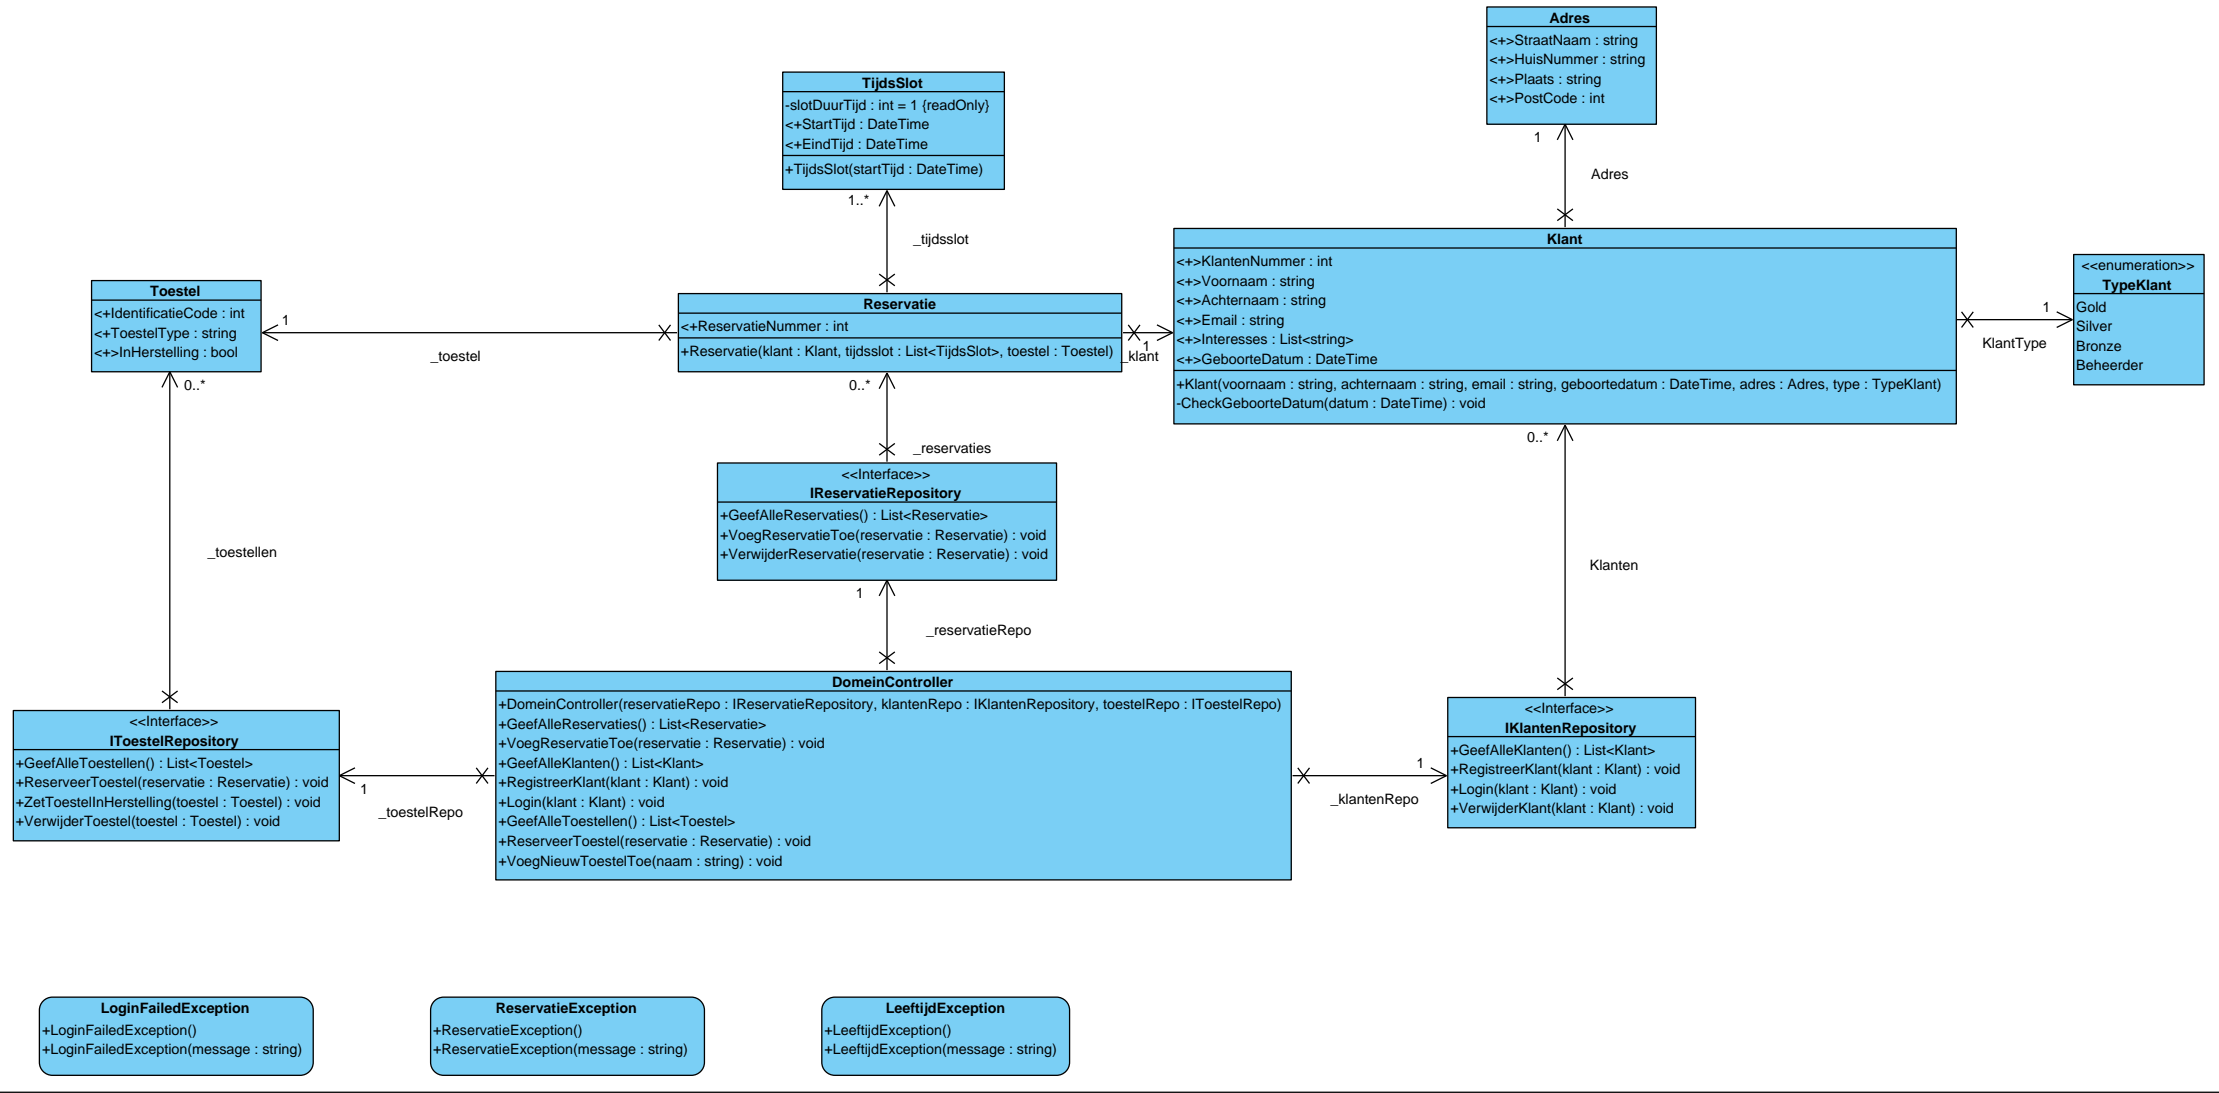 Adres
<+>StraatNaam : string
<+>HuisNummer : string
<+>Plaats : string
<+>PostCode : int
1
Adres
TijdsSlot
-slotDuurTijd : int = 1 {readOnly}
<+StartTijd : DateTime
<+EindTijd : DateTime
+TijdsSlot(startTijd : DateTime)
1..*
_tijdsslot
Klant
<+>KlantenNummer : int
<+>Voornaam : string
<+>Achternaam : string
<+>Email : string
<+>Interesses : List<string>
<+>GeboorteDatum : DateTime
+Klant(voornaam : string, achternaam : string, email : string, geboortedatum : DateTime, adres : Adres, type : TypeKlant)
-CheckGeboorteDatum(datum : DateTime) : void
<<enumeration>>
TypeKlant
Gold
Silver
Bronze
Beheerder
1
KlantType
Toestel
<+IdentificatieCode : int
<+ToestelType : string
<+>InHerstelling : bool
1
_toestel
Reservatie
<+ReservatieNummer : int
+Reservatie(klant : Klant, tijdsslot : List<TijdsSlot>, toestel : Toestel)
1
_klant
0..*
_toestellen
0..*
_reservaties
0..*
Klanten
<<Interface>>
IReservatieRepository
+GeefAlleReservaties() : List<Reservatie>
+VoegReservatieToe(reservatie : Reservatie) : void
+VerwijderReservatie(reservatie : Reservatie) : void
1
_reservatieRepo
<<Interface>>
IToestelRepository
+GeefAlleToestellen() : List<Toestel>
+ReserveerToestel(reservatie : Reservatie) : void
+ZetToestelInHerstelling(toestel : Toestel) : void
+VerwijderToestel(toestel : Toestel) : void
1
_toestelRepo
DomeinController
+DomeinController(reservatieRepo : IReservatieRepository, klantenRepo : IKlantenRepository, toestelRepo : IToestelRepo)
+GeefAlleReservaties() : List<Reservatie>
+VoegReservatieToe(reservatie : Reservatie) : void
+GeefAlleKlanten() : List<Klant>
+RegistreerKlant(klant : Klant) : void
+Login(klant : Klant) : void
+GeefAlleToestellen() : List<Toestel>
+ReserveerToestel(reservatie : Reservatie) : void
+VoegNieuwToestelToe(naam : string) : void
1
_klantenRepo
<<Interface>>
IKlantenRepository
+GeefAlleKlanten() : List<Klant>
+RegistreerKlant(klant : Klant) : void
+Login(klant : Klant) : void
+VerwijderKlant(klant : Klant) : void
LoginFailedException
+LoginFailedException()
+LoginFailedException(message : string)
ReservatieException
+ReservatieException()
+ReservatieException(message : string)
LeeftijdException
+LeeftijdException()
+LeeftijdException(message : string)